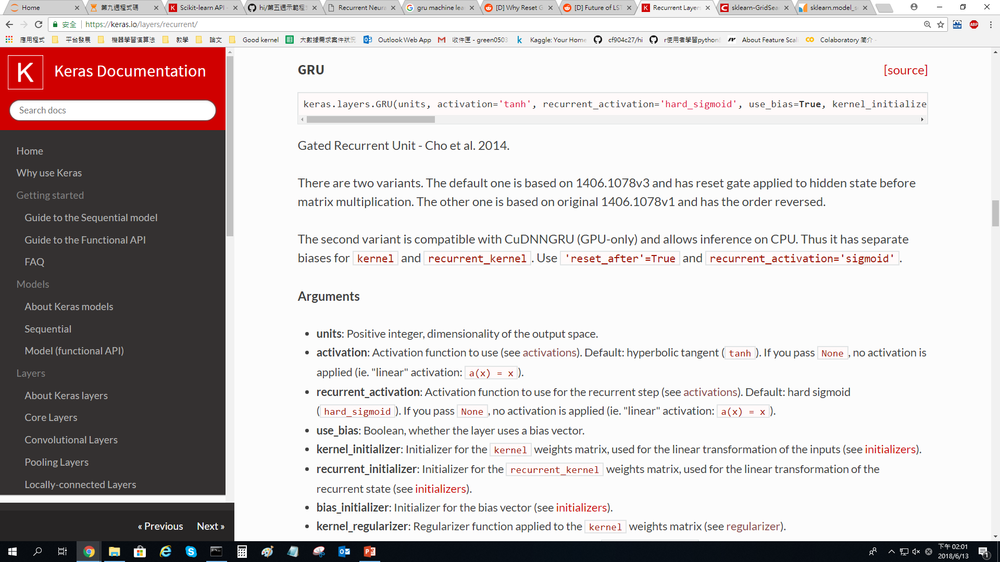 Home
第九週程式碼
Scikit-learn API -
hi/第五週示範程
Recurrent Neura
gru machine lea
[D] Why Reset G
[D] Future of LST
Recurrent Layers
sklearn-GridSea
sklearn.model_s
安全
https://keras.io/layers/recurrent/
NEW
ABP
應用程式
平台發展
機器學習演算法
教學
論文
Good kernel
大數據需求案件狀況
Outlook Web App
收件匣 - green0503
Kaggle: Your Home
cf904c27/hi
r使用者學習python
About Feature Scali
Colaboratory 簡介 -
K
Keras Documentation
Search docs
Home
Why use Keras
Getting started
Guide to the Sequential model
Guide to the Functional API
FAQ
Models
About Keras models
Sequential
Model (functional API)
Layers
About Keras layers
Core Layers
Convolutional Layers
Pooling Layers
Locally-connected Layers
« Previous Next »
GRU
[source]
keras.layers.GRU(units, activation='tanh', recurrent_activation='hard_sigmoid', use_bias=True, kernel_initialize
Gated Recurrent Unit - Cho et al. 2014.
There are two variants. The default one is based on 1406.1078v3 and has reset gate applied to hidden state before
matrix multiplication. The other one is based on original 1406.1078v1 and has the order reversed.
The second variant is compatible with CuDNNGRU (GPU-only) and allows inference on CPU. Thus it has separate
biases for kernel and recurrent_kernel. Use 'reset_after'=True and recurrent_activation='sigmoid'.
Arguments
• units: Positive integer, dimensionality of the output space.
• activation: Activation function to use (see activations). Default: hyperbolic tangent (tanh). If you pass None, no activation is
applied (ie. "linear" activation: a(x) = x).
• recurrent_activation: Activation function to use for the recurrent step (see activations). Default: hard sigmoid
(hard_sigmoid). If you pass None, no activation is applied (ie. "linear" activation: a(x) = x).
• use_bias: Boolean, whether the layer uses a bias vector.
• kernel_initializer: Initializer for the kernel weights matrix, used for the linear transformation of the inputs (see initializers).
• recurrent_initializer: Initializer for the recurrent_kernel weights matrix, used for the linear transformation of the
recurrent state (see initializers).
• bias_initializer: Initializer for the bias vector (see initializers).
• kernel_regularizer: Regularizer function applied to the kernel weights matrix (see regularizer).
下午 02:01
2018/6/13
1